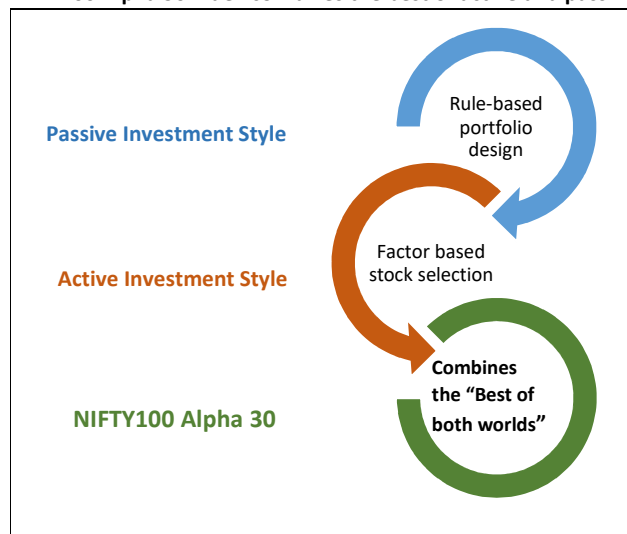 Rule-based
Passive Investment Style
portfolio
design
Factor based
Active Investment Style
stock selection
Combines
the “Best of
NIFTY100 Alpha 30
both worlds”